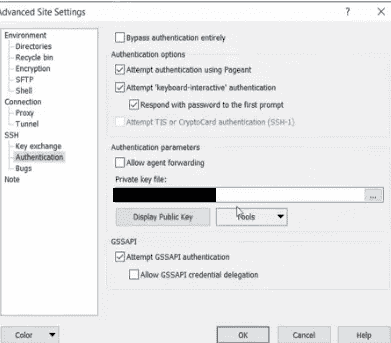 Advanced Site Settings ? X
Environment
Directories
Recycle bin
Encryption
SFTP
Shell
Connection
Proxy
Tunnel
SSH
Key exchange
Authentication
Bugs
Note
Bypass authentication entirely
Authentication options
Attempt authentication using Pageant
Attempt 'keyboard-interactive' authentication
Respond with password to the first prompt
Attempt TIS or CryptoCard authentication (SSH-1)
Authentication parameters
Allow agent forwarding
Private key file:
...
Display Public Key Tools
GSSAPI
Attempt GSSAPI authentication
Allow GSSAPI credential delegation
Color OK Cancel Help